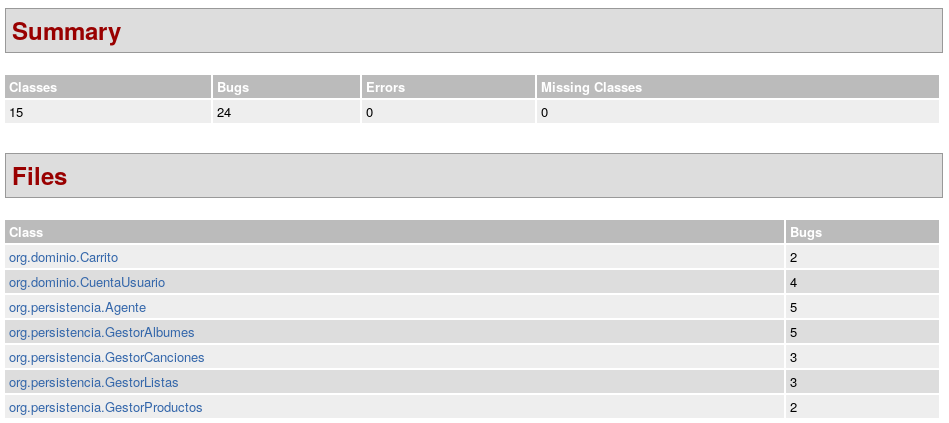 Summary
Classes Bugs Errors Missing Classes
15 24 0 0
Files
Class Bugs
org.dominio.Carrito 2
org.dominio.CuentaUsuario 4
org.persistencia.Agente 5
org.persistencia.GestorAlbumes 5
org.persistencia.GestorCanciones 3
org.persistencia.GestorListas 3
org.persistencia.GestorProductos 2